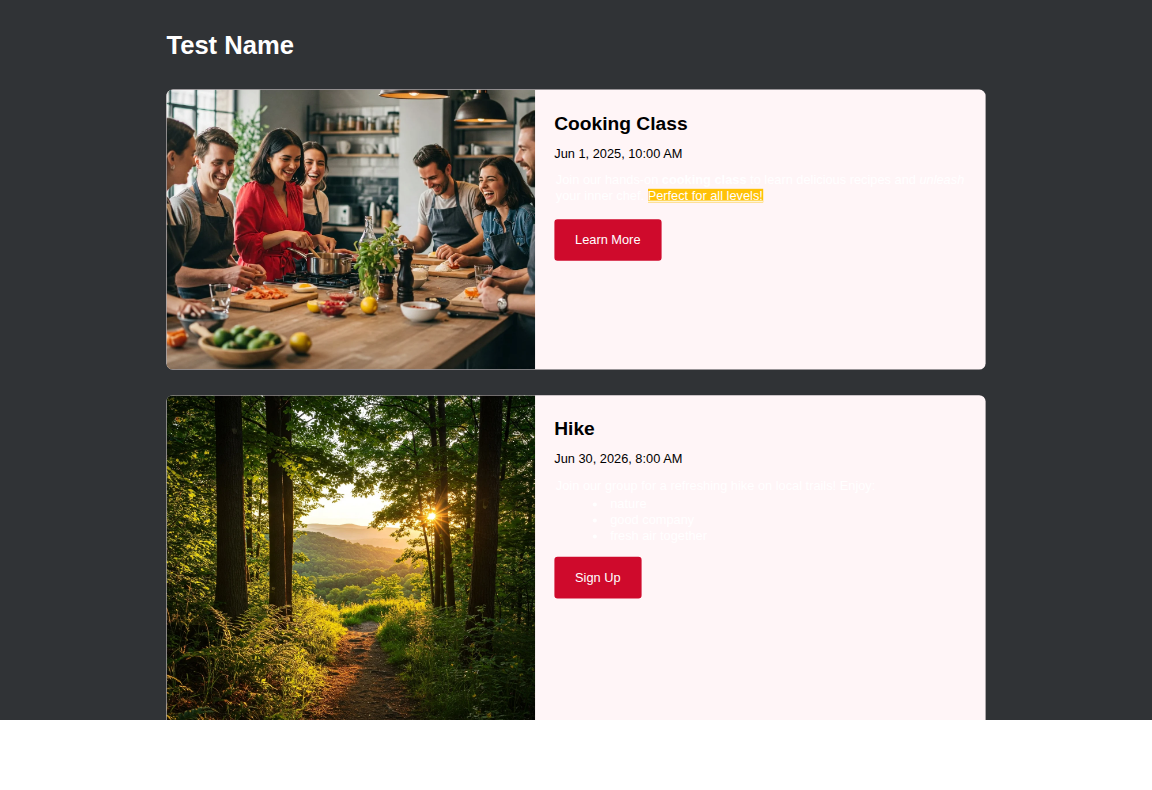 Test Name
Cooking Class
Jun 1, 2025, 10:00 AM
Join our hands-on cooking class to learn delicious recipes and unleash
your inner chef. Perfect for all levels!
Learn More
Hike
Jun 30, 2026, 8:00 AM
Join our group for a refreshing hike on local trails! Enjoy
nature
good company
fresh air together
Sign Up